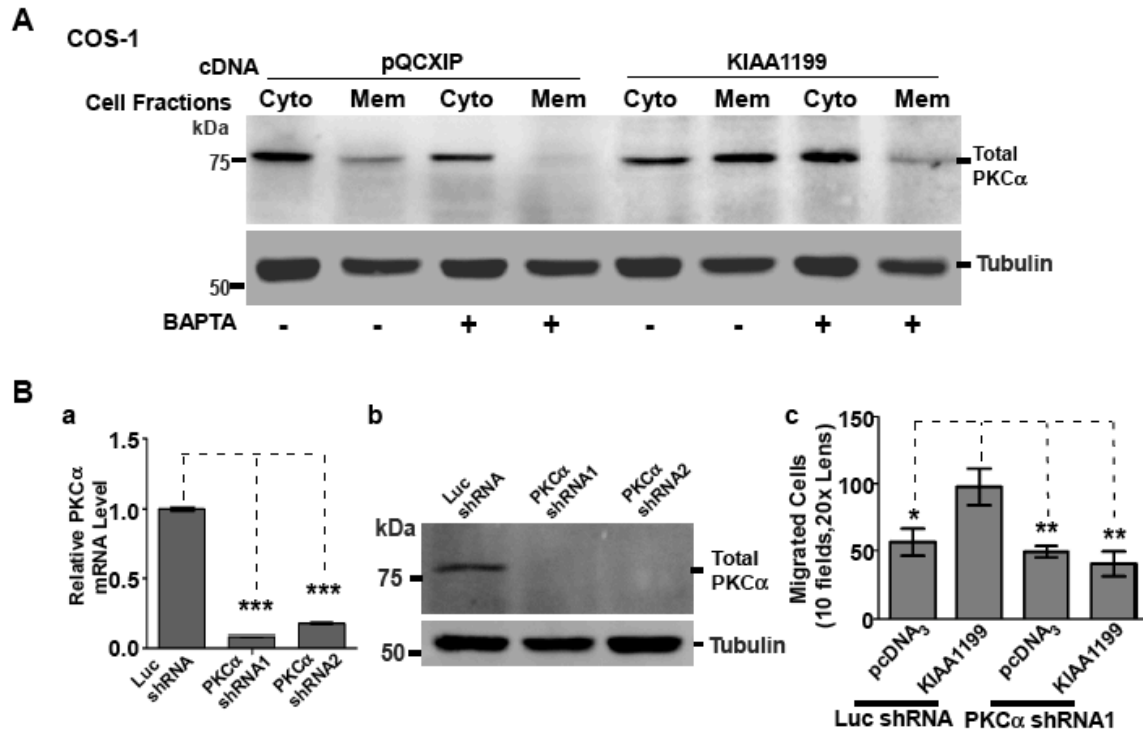 A
COS-1
cDNA pQCXIP KIAA1199
Cell Fractions Cyto Mem Cyto Mem Cyto Mem Cyto Mem
kDa
75
Total
PKCα
Tubulin
50
BAPTA - - + + - - + +
B
a
Relative PKCα
mRNA Level
1.5
1.0
0.5
0.0
*** ***
Luc
shRNA
PKCα
shRNA1
PKCα
shRNA2
b
Luc
shRNA
PKCα
shRNA1
PKCα
shRNA2
kDa
75
Total
PKCα
50
Tubulin
c
Migrated Cells
(10 fields,20x Lens)
150
100
50
0
* ** **
pcDNA3
KIAA1199
pcDNA3
KIAA1199
Luc shRNA PKCα shRNA1